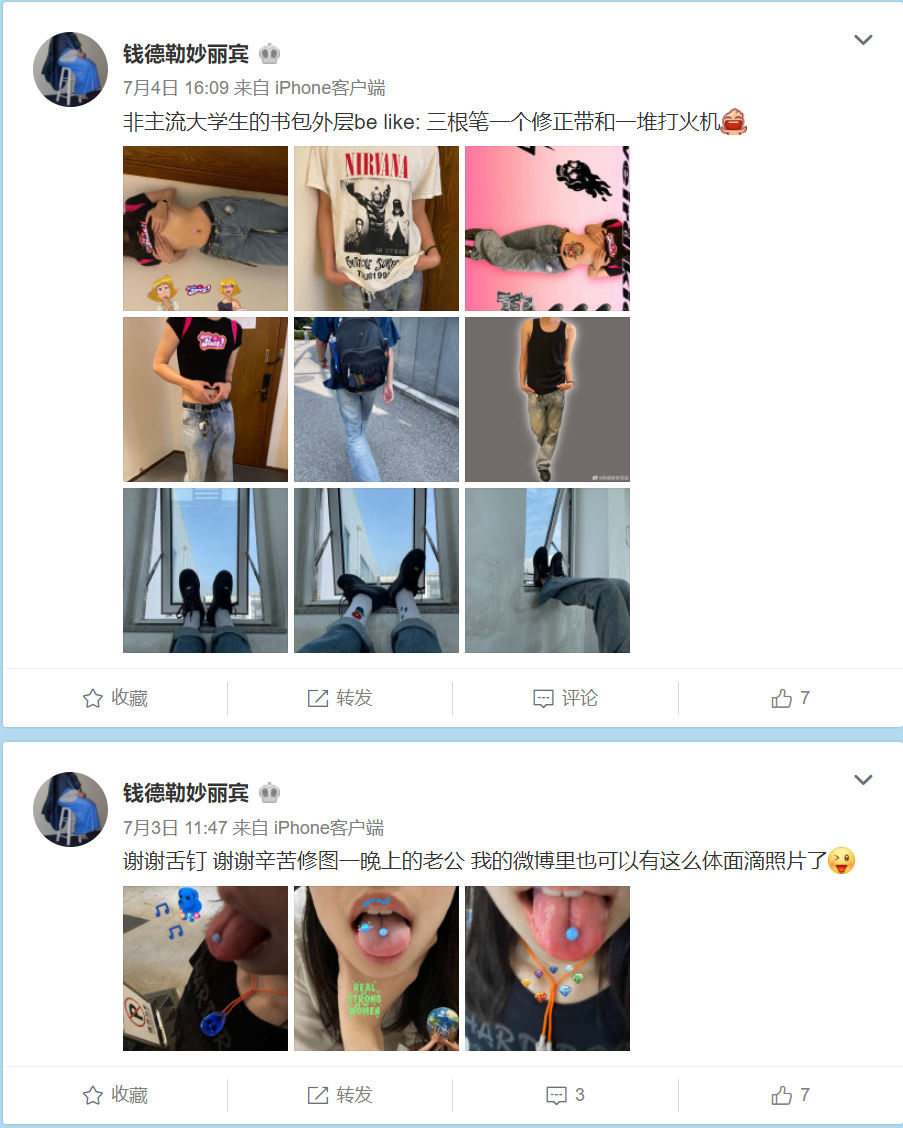 钱德勒妙丽宾
7月4日 16:09 来自 iPhone客户端
非主流大学生的书包外层be like: 三根笔一个修正带和一堆打火机
NIRVANA
TOUR 199
收藏
转发
评论
7
钱德勒妙丽宾
7月3日 11:47 来自 iPhone客户端
谢谢舌钉 谢谢辛苦修图一晚上的老公 我的微博里也可以有这么体面滴照片了
REAL
STRONG
WOMEN
收藏
转发
3
7